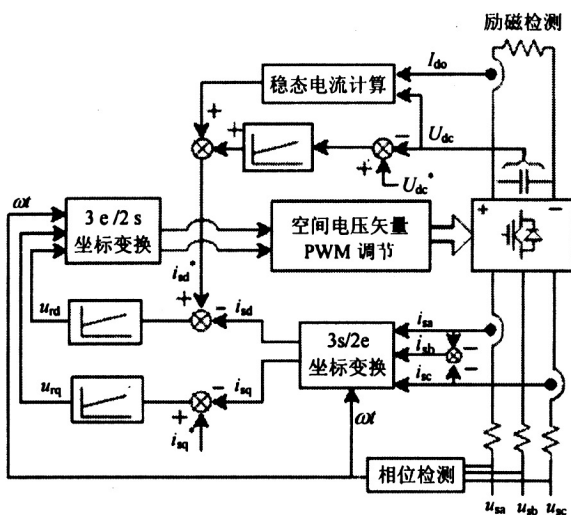 励磁检测
I_do
稳态电流计算
+
+
−
U_dc
+
U_dc*
ωt
3 e /2 s
坐标变换
空间电压矢量
PWM 调节
+
−
i_sd*
+
−
i_sd
u_rd
3s/2e
坐标变换
i_sa
i_sb
−
−
i_sc
u_rq
−
i_sq
+
i_sq*
ωt
相位检测
u_sa
u_sb
u_sc